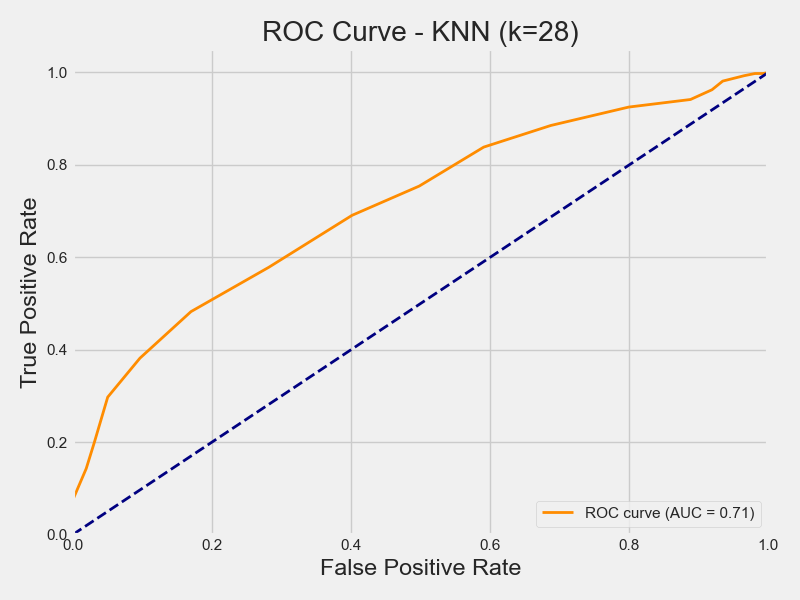 ROC Curve - KNN (k=28)
True Positive Rate
1.0
0.8
0.6
0.4
0.2
0.0
0.0 0.2 0.4 0.6 0.8 1.0
ROC curve (AUC = 0.71)
False Positive Rate